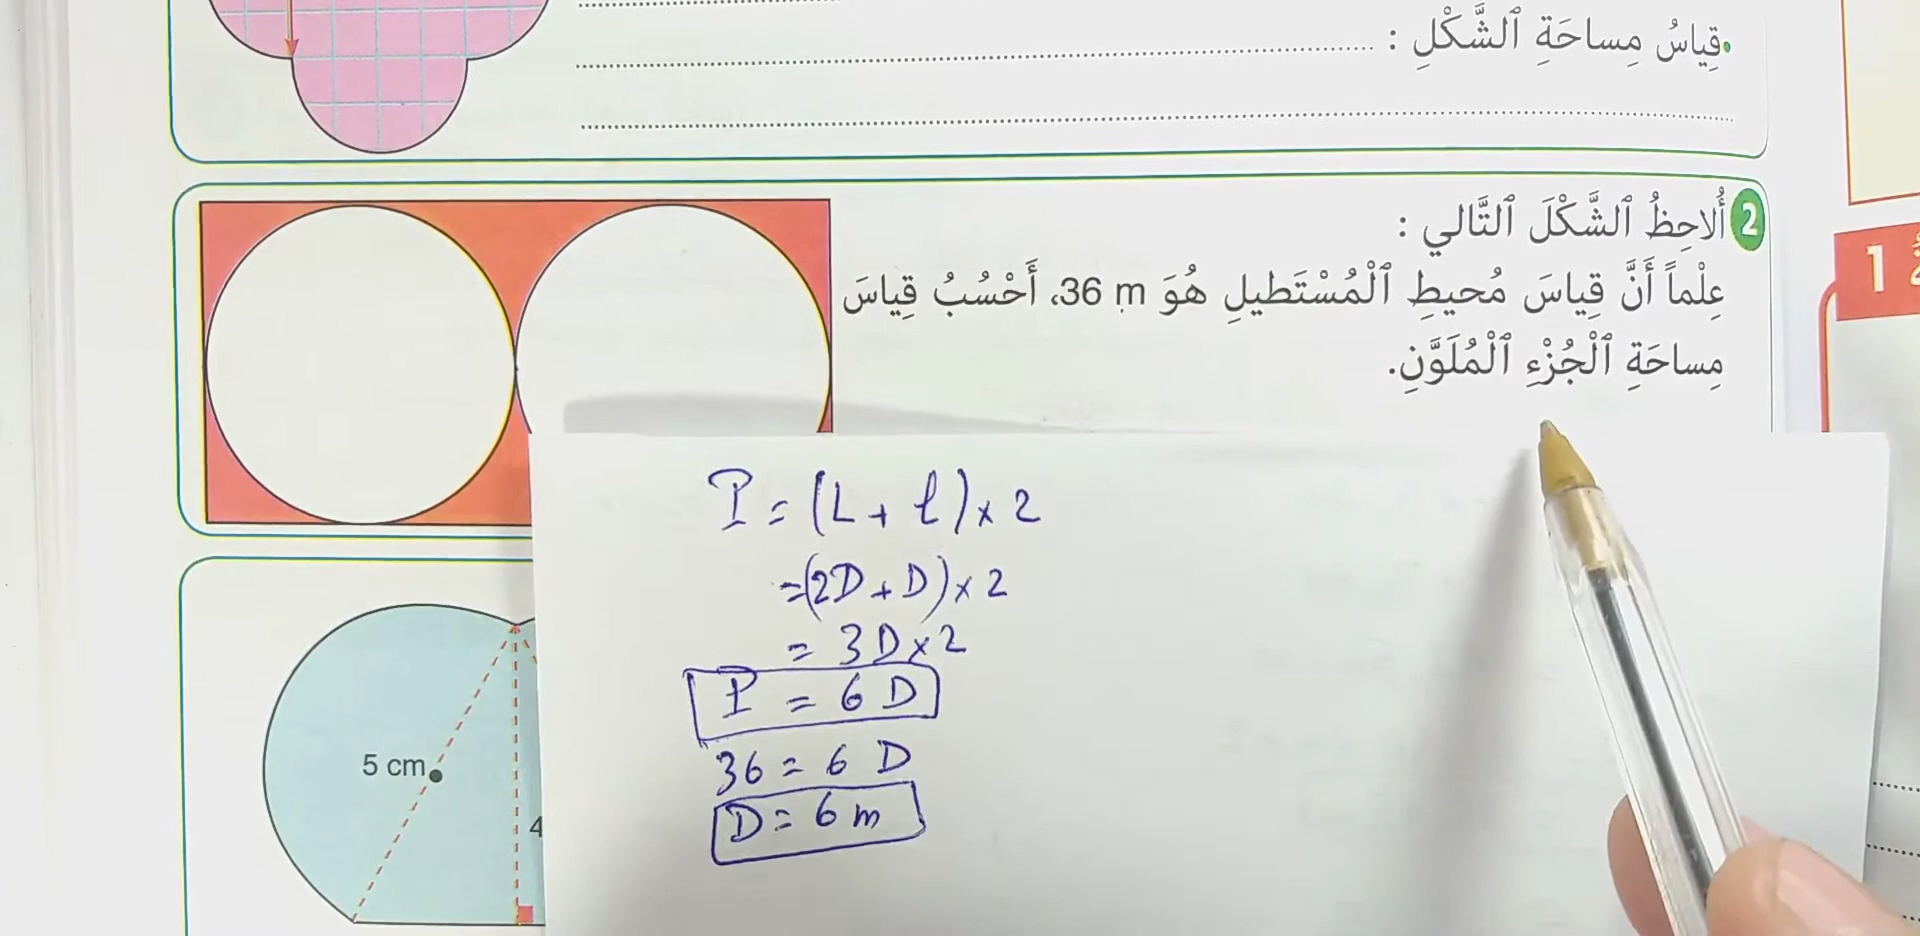 قِياسُ مِساحَةِ ٱلشَّكْلِ :
2 أُلاحِظُ ٱلشَّكْلَ ٱلتَّالي :
عِلْماً أَنَّ قِياسَ مُحيطِ ٱلْمُسْتَطيلِ هُوَ 36 m، أَحْسُبُ قِياسَ
مِساحَةِ ٱلْجُزْءِ ٱلْمُلَوَّنِ.
1
P = (L + l) × 2
= (2D + D) × 2
= 3D × 2
P = 6 D
36 = 6 D
D = 6 m
5 cm
4